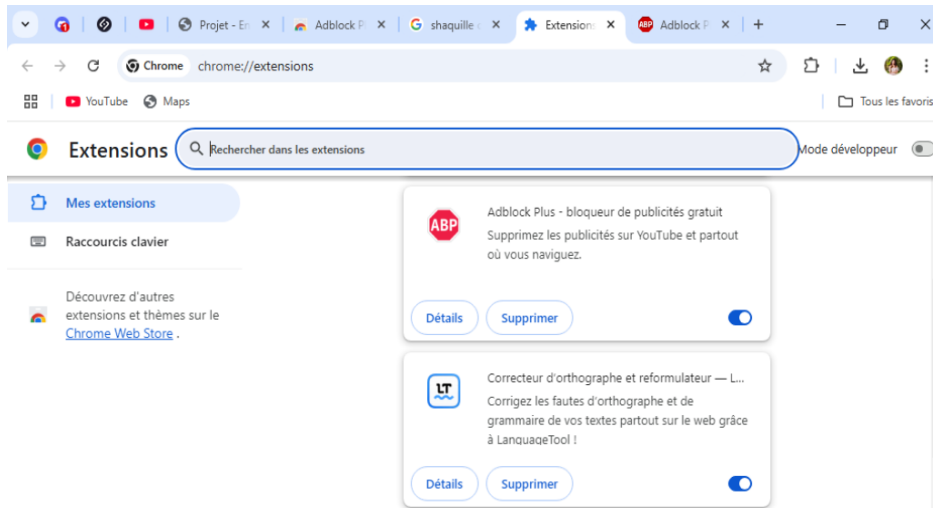 Projet - En
Adblock P
shaquille
Extensions
ABP
Adblock P
Chrome
chrome://extensions
YouTube
Maps
Tous les favoris
Extensions
Rechercher dans les extensions
Mode développeur
Mes extensions
Raccourcis clavier
Découvrez d'autres
extensions et thèmes sur le
Chrome Web Store .
ABP
Adblock Plus - bloqueur de publicités gratuit
Supprimez les publicités sur YouTube et partout
où vous naviguez.
Détails
Supprimer
LT
Correcteur d'orthographe et reformulateur — L...
Corrigez les fautes d'orthographe et de
grammaire de vos textes partout sur le web grâce
à LanguageTool !
Détails
Supprimer